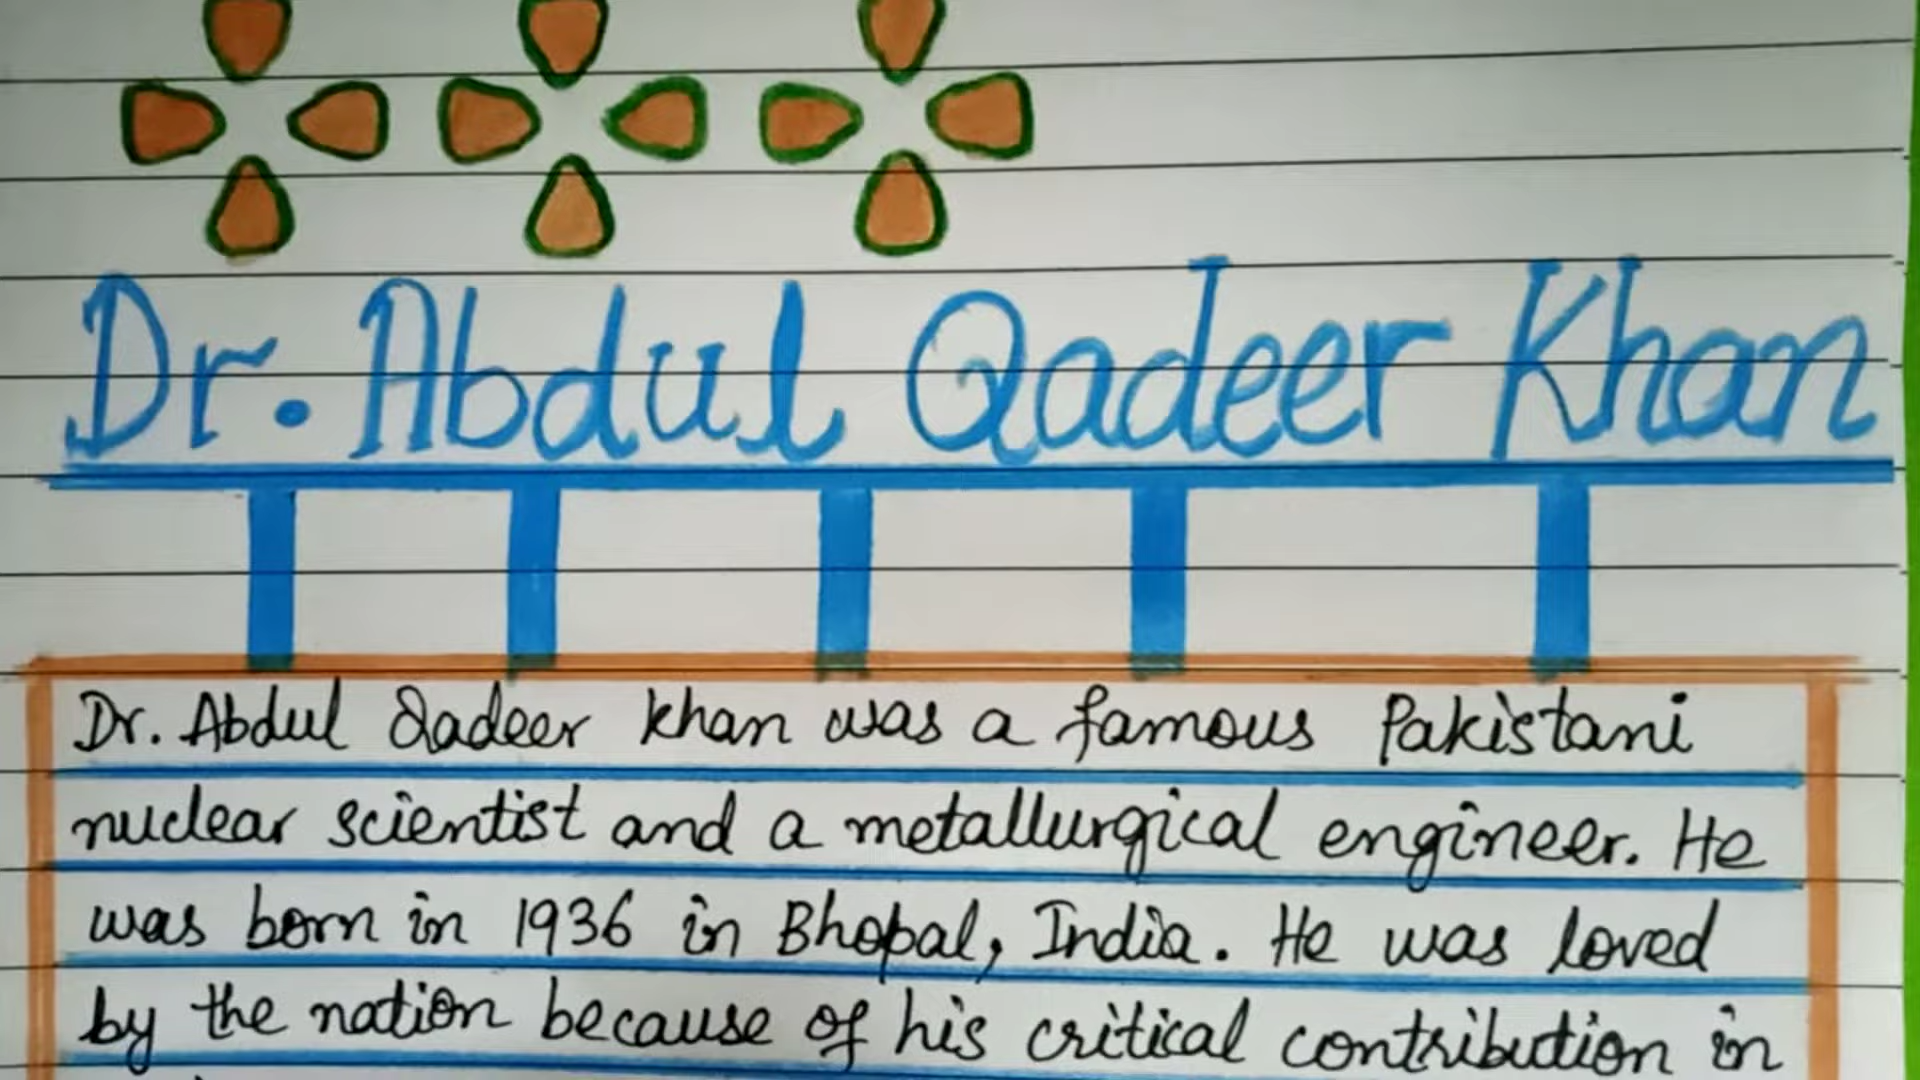 Dr. Abdul Qadeer Khan
Dr. Abdul Qadeer Khan was a famous Pakistani
nuclear scientist and a metallurgical engineer. He
was born in 1936 in Bhopal, India. He was loved
by the nation because of his critical contribution in